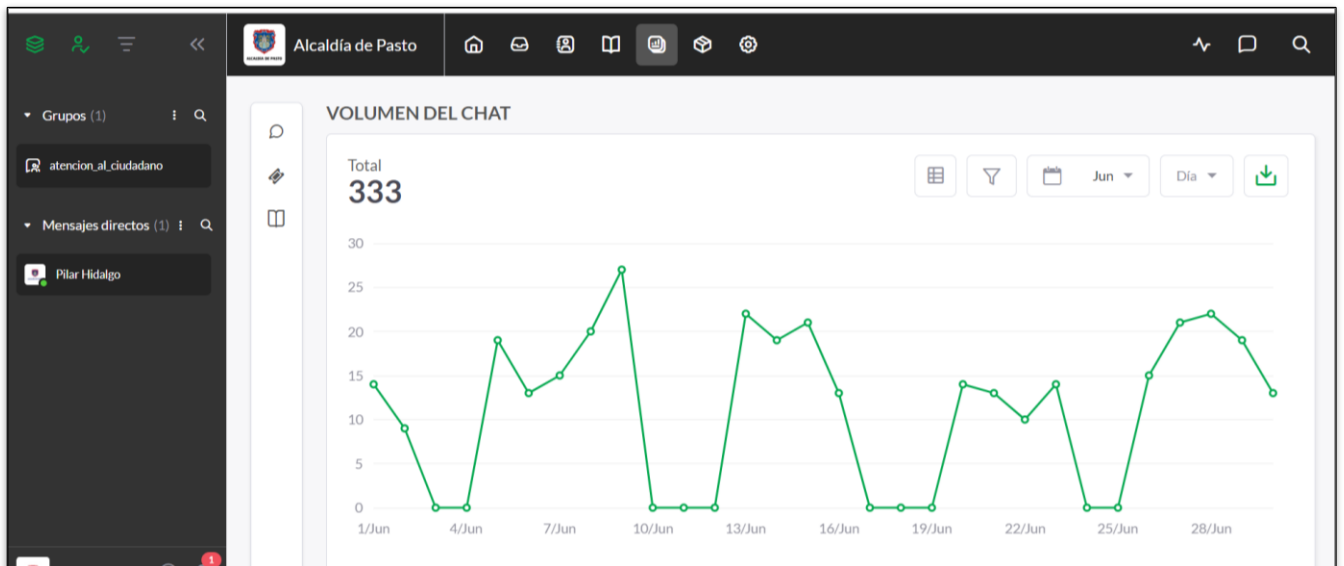 Alcaldía de Pasto
Grupos (1)
atencion_al_ciudadano
Mensajes directos (1)
Pilar Hidalgo
1
VOLUMEN DEL CHAT
Total
333
Jun
Día
30
25
20
15
10
5
0
1/Jun 4/Jun 7/Jun 10/Jun 13/Jun 16/Jun 19/Jun 22/Jun 25/Jun 28/Jun